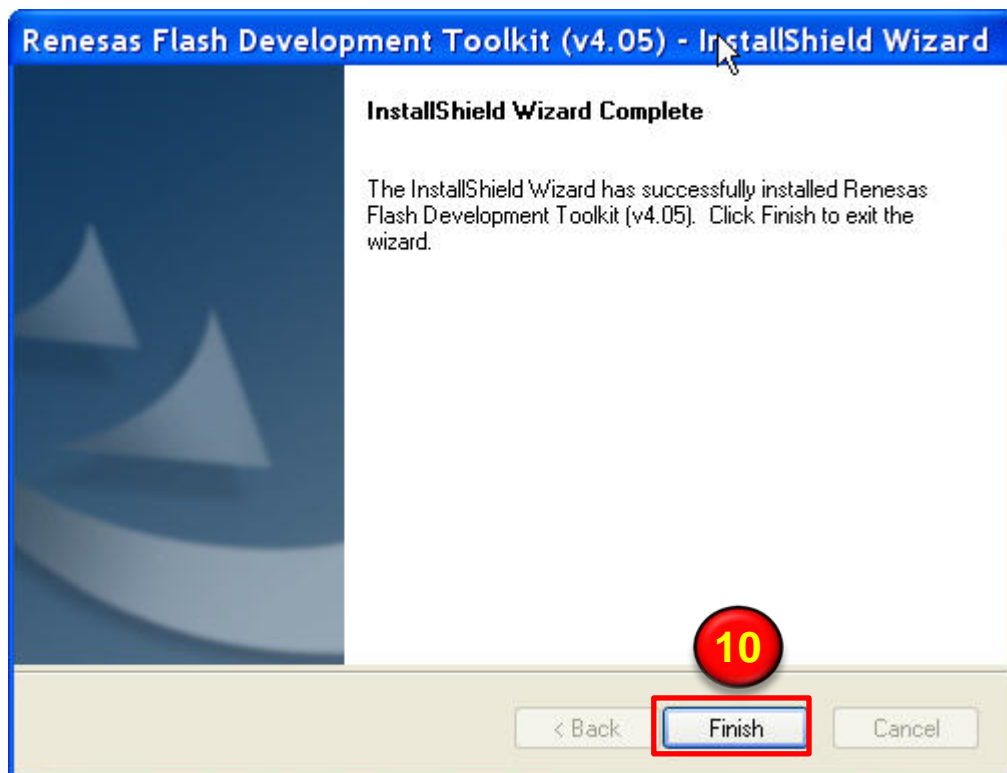 Renesas Flash Development Toolkit (v4.05) - InstallShield Wizard
InstallShield Wizard Complete
The InstallShield Wizard has successfully installed Renesas
Flash Development Toolkit (v4.05). Click Finish to exit the
wizard.
10
< Back
Finish
Cancel